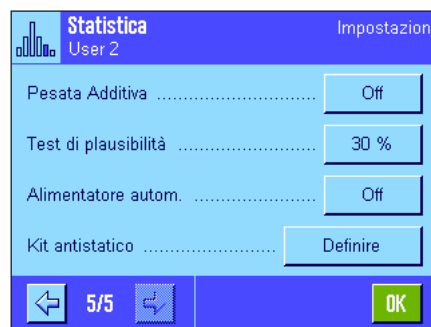 Statistica
Impostazion
User 2
Pesata Additiva ............................ Off
Test di plausibilità ........................ 30 %
Alimentatore autom. ..................... Off
Kit antistatico ....................... Definire
5/5
OK